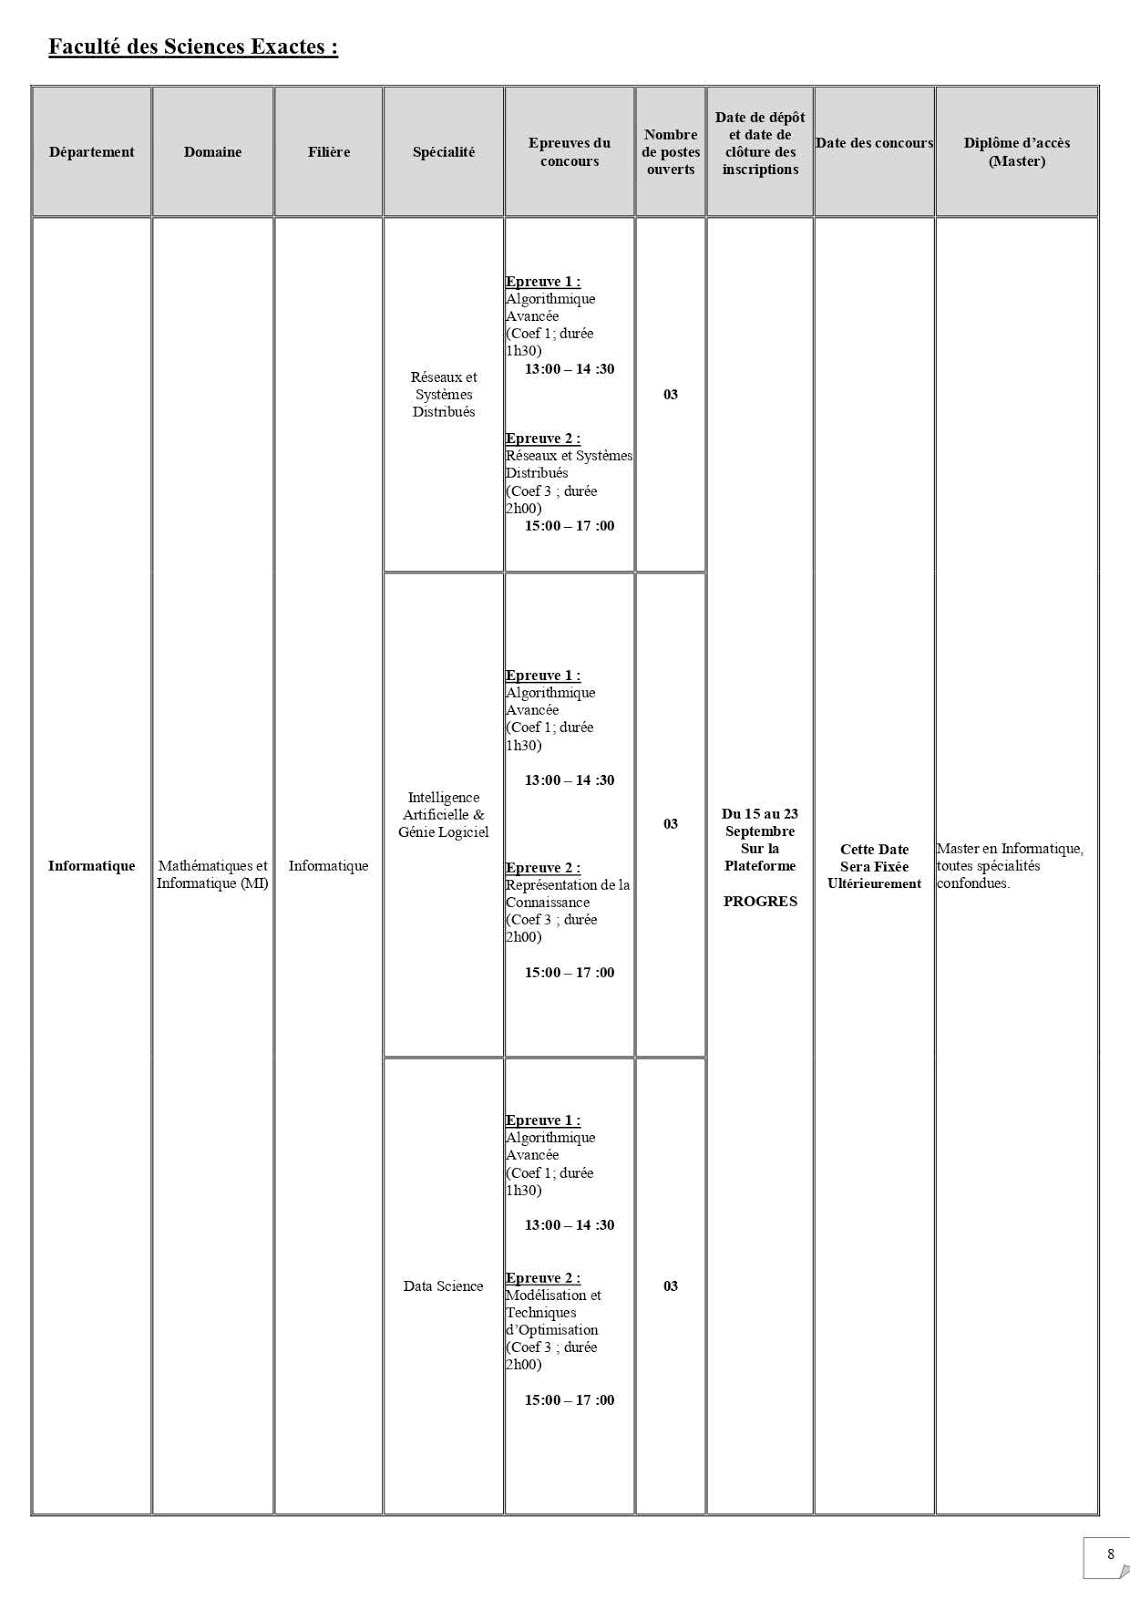 Faculté des Sciences Exactes :
Département
Domaine
Filière
Spécialité
Epreuves du
concours
Nombre
de postes
ouverts
Date de dépôt
et date de
clôture des
inscriptions
Date des concours
Diplôme d’accès
(Master)
Informatique
Mathématiques et
Informatique (MI)
Informatique
Réseaux et
Systèmes
Distribués
Epreuve 1 :
Algorithmique
Avancée
(Coef 1; durée
1h30)
13:00 – 14 :30
Epreuve 2 :
Réseaux et Systèmes
Distribués
(Coef 3 ; durée
2h00)
15:00 – 17 :00
03
Intelligence
Artificielle &
Génie Logiciel
Epreuve 1 :
Algorithmique
Avancée
(Coef 1; durée
1h30)
13:00 – 14 :30
Epreuve 2 :
Représentation de la
Connaissance
(Coef 3 ; durée
2h00)
15:00 – 17 :00
03
Data Science
Epreuve 1 :
Algorithmique
Avancée
(Coef 1; durée
1h30)
13:00 – 14 :30
Epreuve 2 :
Modélisation et
Techniques
d’Optimisation
(Coef 3 ; durée
2h00)
15:00 – 17 :00
03
Du 15 au 23
Septembre
Sur la
Plateforme
PROGRES
Cette Date
Sera Fixée
Ultérieurement
Master en Informatique,
toutes spécialités
confondues.
8